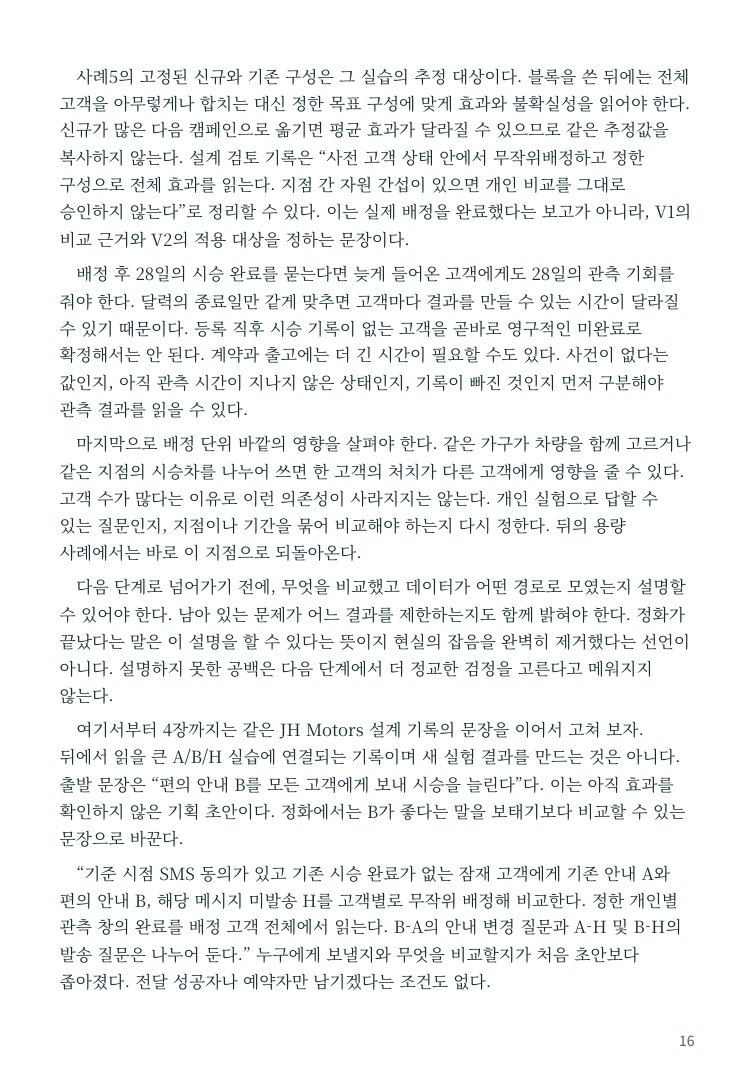 사례5의 고정된 신규와 기존 구성은 그 실습의 추정 대상이다. 블록을 쓴 뒤에는 전체
고객을 아무렇게나 합치는 대신 정한 목표 구성에 맞게 효과와 불확실성을 읽어야 한다.
신규가 많은 다음 캠페인으로 옮기면 평균 효과가 달라질 수 있으므로 같은 추정값을
복사하지 않는다. 설계 검토 기록은 “사전 고객 상태 안에서 무작위배정하고 정한
구성으로 전체 효과를 읽는다. 지점 간 자원 간섭이 있으면 개인 비교를 그대로
승인하지 않는다”로 정리할 수 있다. 이는 실제 배정을 완료했다는 보고가 아니라, V1의
비교 근거와 V2의 적용 대상을 정하는 문장이다.
배정 후 28일의 시승 완료를 묻는다면 늦게 들어온 고객에게도 28일의 관측 기회를
줘야 한다. 달력의 종료일만 같게 맞추면 고객마다 결과를 만들 수 있는 시간이 달라질
수 있기 때문이다. 등록 직후 시승 기록이 없는 고객을 곧바로 영구적인 미완료로
확정해서는 안 된다. 계약과 출고에는 더 긴 시간이 필요할 수도 있다. 사건이 없다는
값인지, 아직 관측 시간이 지나지 않은 상태인지, 기록이 빠진 것인지 먼저 구분해야
관측 결과를 읽을 수 있다.
마지막으로 배정 단위 바깥의 영향을 살펴야 한다. 같은 가구가 차량을 함께 고르거나
같은 지점의 시승차를 나누어 쓰면 한 고객의 처치가 다른 고객에게 영향을 줄 수 있다.
고객 수가 많다는 이유로 이런 의존성이 사라지지는 않는다. 개인 실험으로 답할 수
있는 질문인지, 지점이나 기간을 묶어 비교해야 하는지 다시 정한다. 뒤의 용량
사례에서는 바로 이 지점으로 되돌아온다.
다음 단계로 넘어가기 전에, 무엇을 비교했고 데이터가 어떤 경로로 모였는지 설명할
수 있어야 한다. 남아 있는 문제가 어느 결과를 제한하는지도 함께 밝혀야 한다. 정화가
끝났다는 말은 이 설명을 할 수 있다는 뜻이지 현실의 잡음을 완벽히 제거했다는 선언이
아니다. 설명하지 못한 공백은 다음 단계에서 더 정교한 검정을 고른다고 메워지지
않는다.
여기서부터 4장까지는 같은 JH Motors 설계 기록의 문장을 이어서 고쳐 보자.
뒤에서 읽을 큰 A/B/H 실습에 연결되는 기록이며 새 실험 결과를 만드는 것은 아니다.
출발 문장은 “편의 안내 B를 모든 고객에게 보내 시승을 늘린다”다. 이는 아직 효과를
확인하지 않은 기획 초안이다. 정화에서는 B가 좋다는 말을 보태기보다 비교할 수 있는
문장으로 바꾼다.
“기준 시점 SMS 동의가 있고 기존 시승 완료가 없는 잠재 고객에게 기존 안내 A와
편의 안내 B, 해당 메시지 미발송 H를 고객별로 무작위 배정해 비교한다. 정한 개인별
관측 창의 완료를 배정 고객 전체에서 읽는다. B-A의 안내 변경 질문과 A-H 및 B-H의
발송 질문은 나누어 둔다.” 누구에게 보낼지와 무엇을 비교할지가 처음 초안보다
좁아졌다. 전달 성공자나 예약자만 남기겠다는 조건도 없다.
16